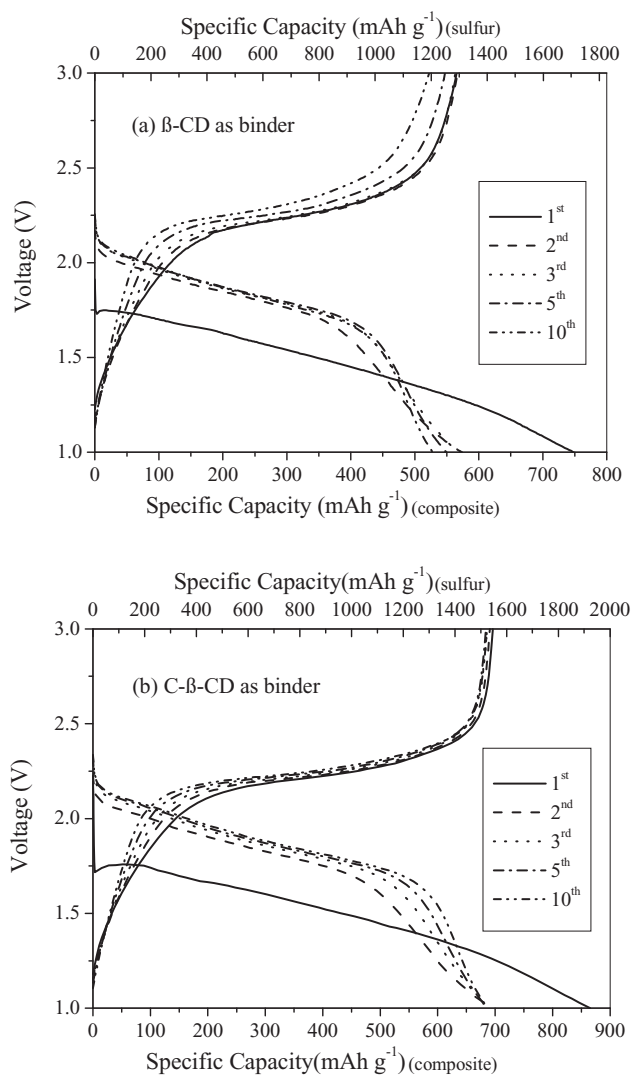 Specific Capacity (mAh g⁻¹)(sulfur)
0 200 400 600 800 1000 1200 1400 1600 1800
3.0
(a) ß-CD as binder
2.5
1st
2nd
Voltage (V)
2.0
3rd
5th
10th
1.5
1.0
0 100 200 300 400 500 600 700 800
Specific Capacity (mAh g⁻¹)(composite)
Specific Capacity(mAh g⁻¹)(sulfur)
0 200 400 600 800 1000 1200 1400 1600 1800 2000
3.0
(b) C-ß-CD as binder
2.5
1st
2nd
Voltage (V)
2.0
3rd
5th
10th
1.5
1.0
0 100 200 300 400 500 600 700 800 900
Specific Capacity(mAh g⁻¹)(composite)